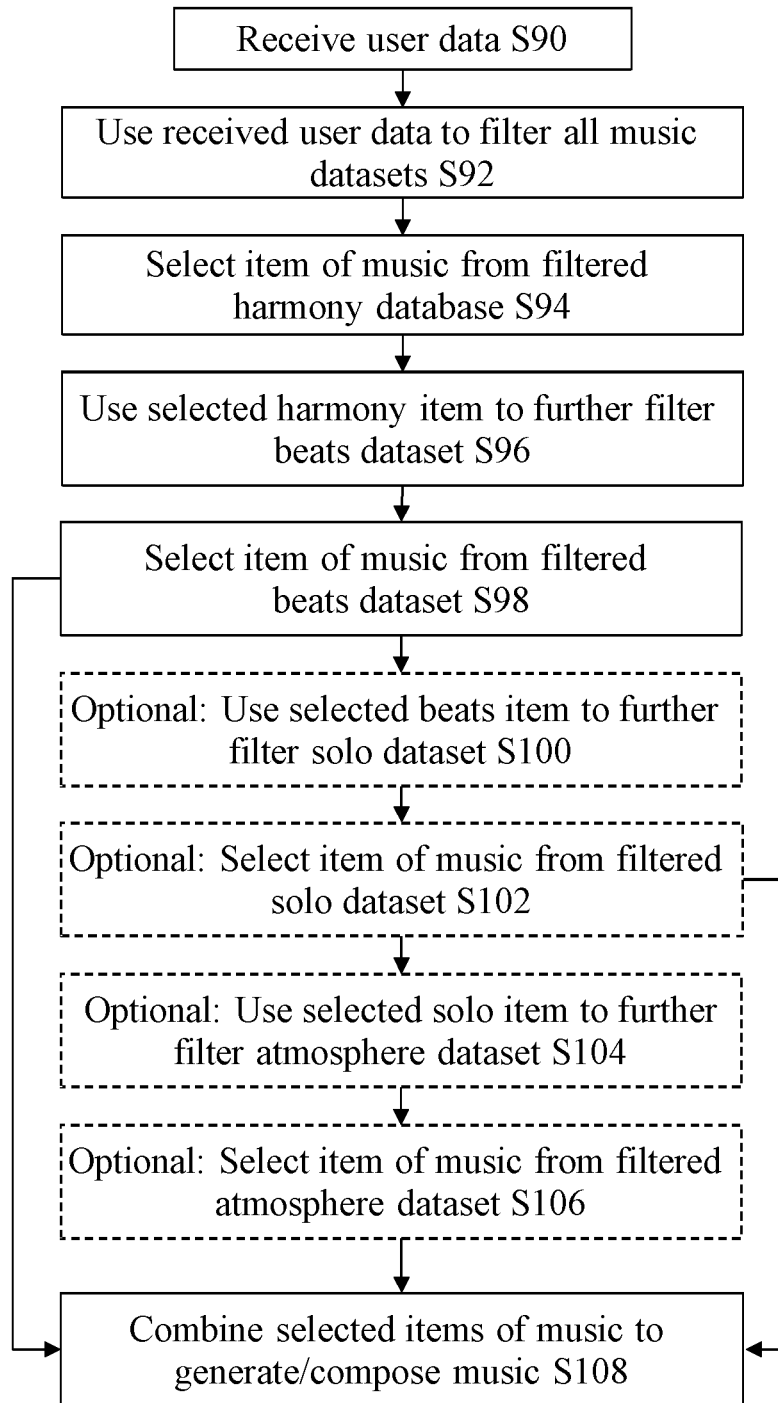 Receive user data S90
Use received user data to filter all music
datasets S92
Select item of music from filtered
harmony database S94
Use selected harmony item to further filter
beats dataset S96
Select item of music from filtered
beats dataset S98
Optional: Use selected beats item to further
filter solo dataset S100
Optional: Select item of music from filtered
solo dataset S102
Optional: Use selected solo item to further
filter atmosphere dataset S104
Optional: Select item of music from filtered
atmosphere dataset S106
Combine selected items of music to
generate/compose music S108